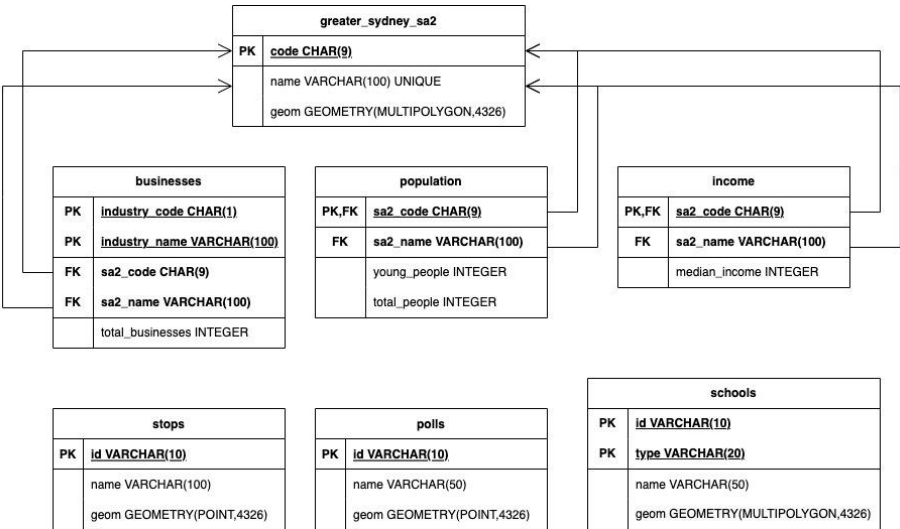 greater_sydney_sa2
PK code CHAR(9)
name VARCHAR(100) UNIQUE
geom GEOMETRY(MULTIPOLYGON,4326)
businesses
PK industry_code CHAR(1)
PK industry_name VARCHAR(100)
FK sa2_code CHAR(9)
FK sa2_name VARCHAR(100)
total_businesses INTEGER
population
PK,FK sa2_code CHAR(9)
FK sa2_name VARCHAR(100)
young_people INTEGER
total_people INTEGER
income
PK,FK sa2_code CHAR(9)
FK sa2_name VARCHAR(100)
median_income INTEGER
stops
PK id VARCHAR(10)
name VARCHAR(100)
geom GEOMETRY(POINT,4326)
polls
PK id VARCHAR(10)
name VARCHAR(50)
geom GEOMETRY(POINT,4326)
schools
PK id VARCHAR(10)
PK type VARCHAR(20)
name VARCHAR(50)
geom GEOMETRY(MULTIPOLYGON,4326)